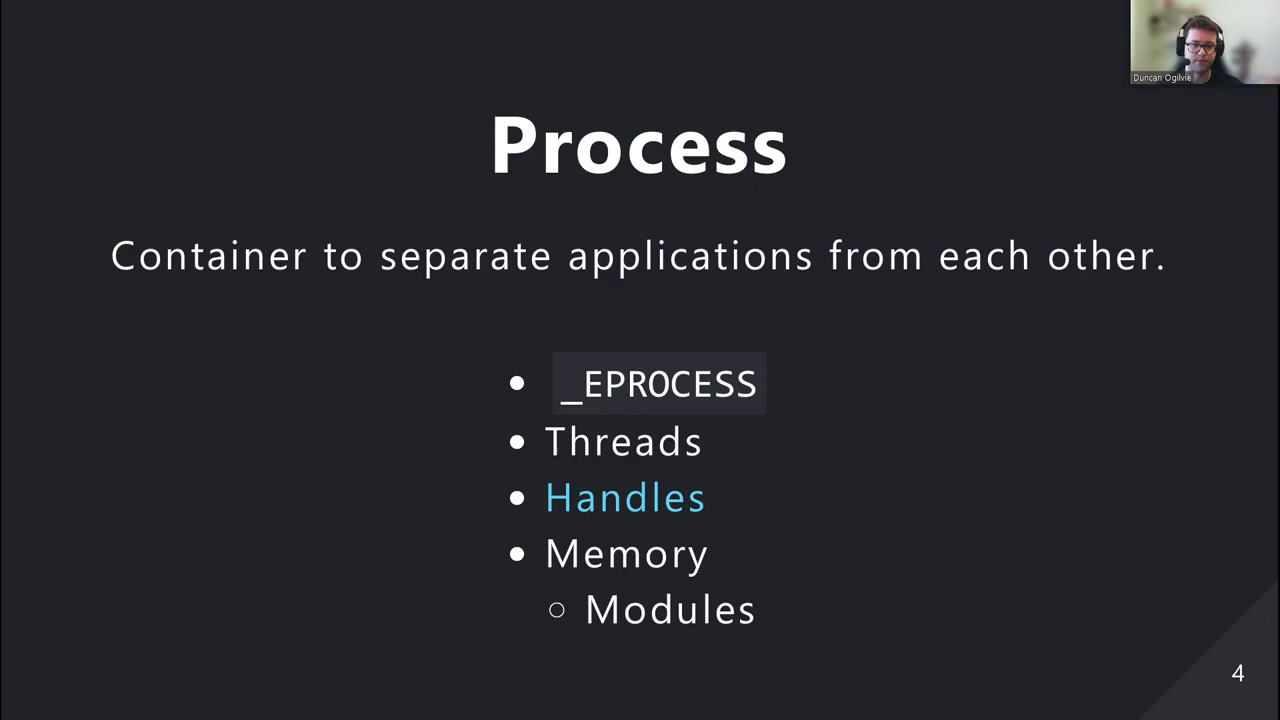 Duncan Ogilvie
Process
Container to separate applications from each other.
_EPROCESS
Threads
Handles
Memory
Modules
4